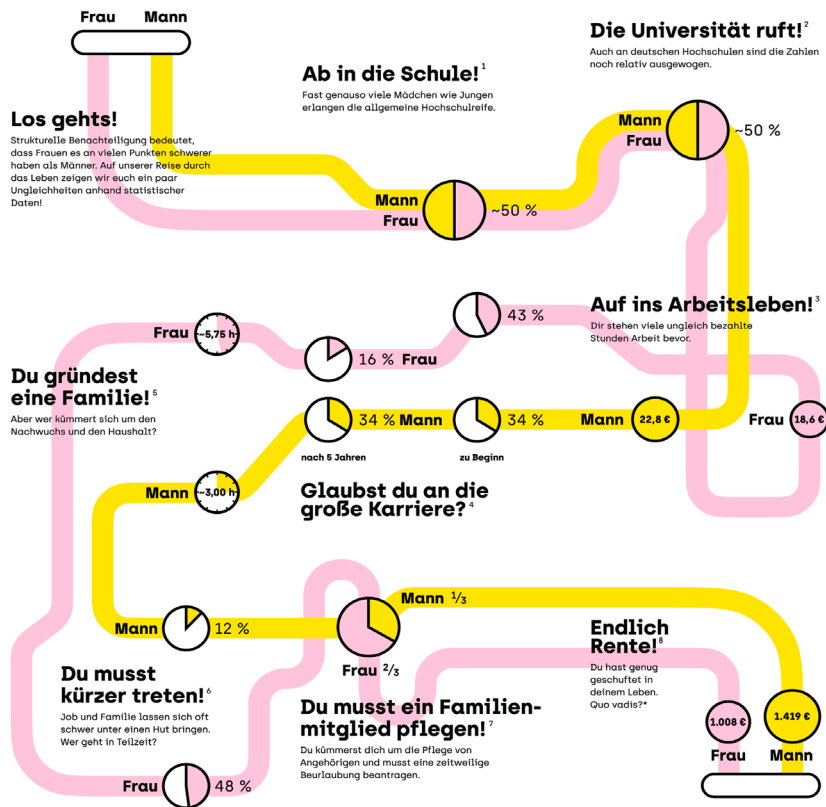 Frau Mann
Los gehts!
Strukturelle Benachteiligung bedeutet,
dass Frauen es an vielen Punkten schwerer
haben als Männer. Auf unserer Reise durch
das Leben zeigen wir euch ein paar
Ungleichheiten anhand statistischer
Daten!
Ab in die Schule!¹
Fast genauso viele Mädchen wie Jungen
erlangen die allgemeine Hochschulreife.
Mann
Frau
~50 %
Die Universität ruft!²
Auch an deutschen Hochschulen sind die Zahlen
noch relativ ausgewogen.
Mann
Frau
~50 %
Auf ins Arbeitsleben!³
Dir stehen viele ungleich bezahlte
Stunden Arbeit bevor.
Mann 22,8 €
Frau 18,6 €
Glaubst du an die
große Karriere?⁴
43 %
16 % Frau
34 % Mann
34 %
nach 5 Jahren
zu Beginn
Du gründest
eine Familie!⁵
Aber wer kümmert sich um den
Nachwuchs und den Haushalt?
Frau ~5,75 h
Mann ~3,00 h
Du musst
kürzer treten!⁶
Job und Familie lassen sich oft
schwer unter einen Hut bringen.
Wer geht in Teilzeit?
Mann 12 %
Frau 48 %
Du musst ein Familien-
mitglied pflegen!⁷
Du kümmerst dich um die Pflege von
Angehörigen und musst eine zeitweilige
Beurlaubung beantragen.
Mann ⅓
Frau ⅔
Endlich
Rente!⁸
Du hast genug
geschuftet in
deinem Leben.
Quo vadis?*
1.008 €
1.419 €
Frau
Mann